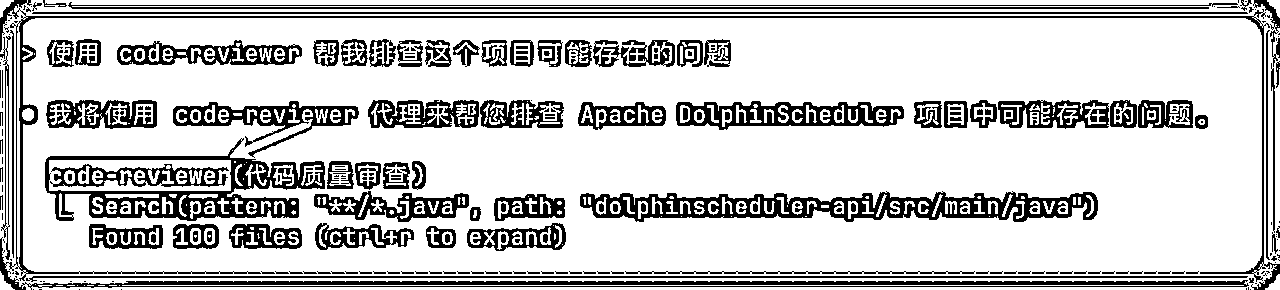 > 使用 code-reviewer 帮我排查这个项目可能存在的问题
我将使用 code-reviewer 代理来帮您排查 Apache DolphinScheduler 项目中可能存在的问题。
code-reviewer(代码质量审查)
└ Search(pattern: "**/*.java", path: "dolphinscheduler-api/src/main/java")
Found 100 files (ctrl+r to expand)